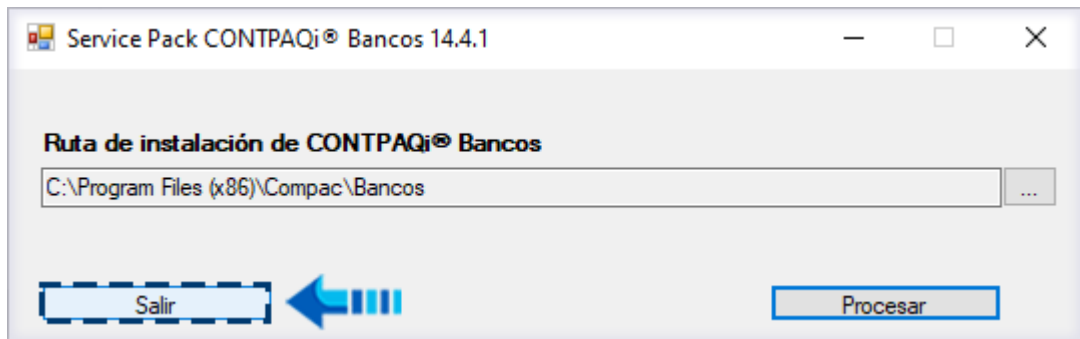 Service Pack CONTPAQi® Bancos 14.4.1
Ruta de instalación de CONTPAQi® Bancos
C:\Program Files (x86)\Compac\Bancos
...
Salir
Procesar